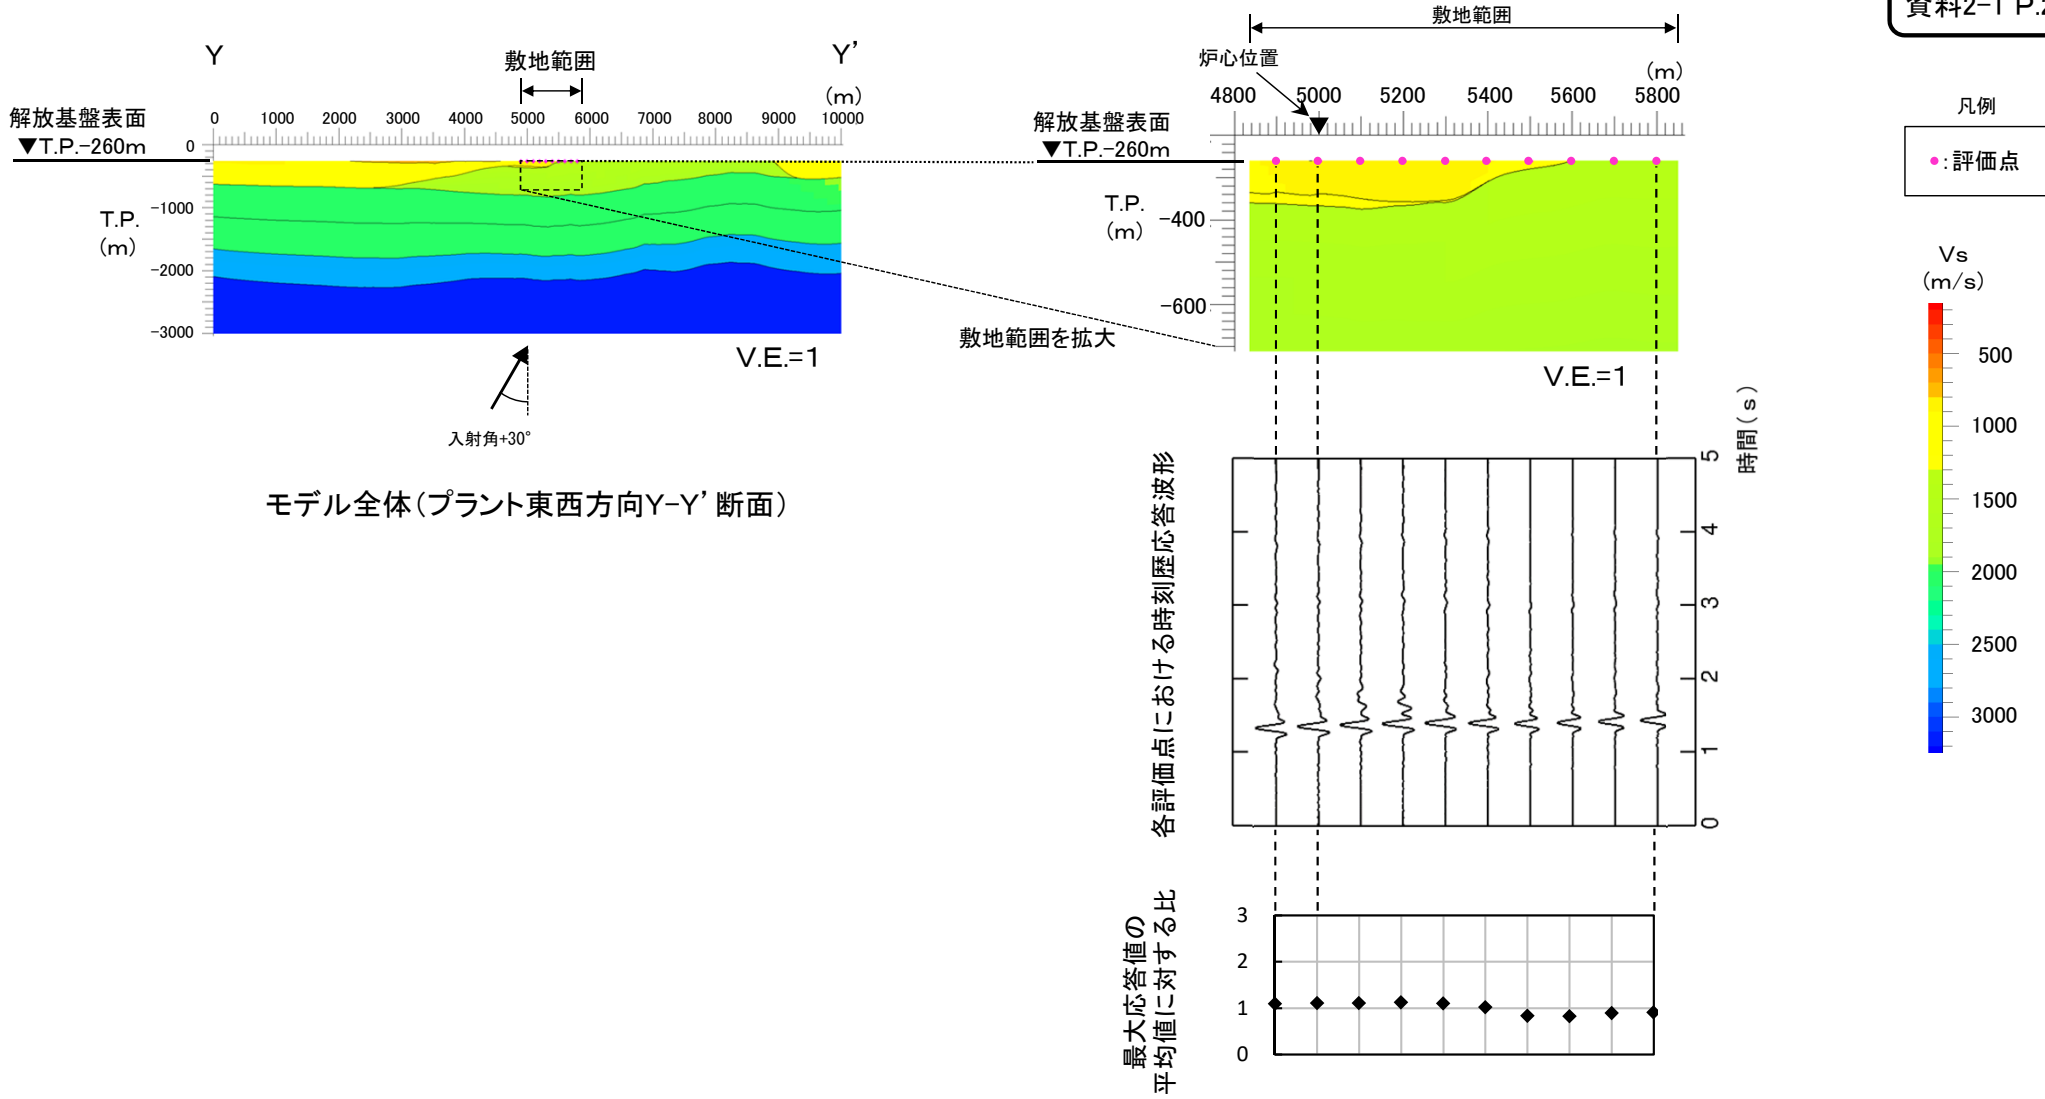 資料2-1 P.
Y
Y’
敷地範囲
(m)
解放基盤表面
▼T.P.-260m
0 1000 2000 3000 4000 5000 6000 7000 8000 9000 10000
0
-1000
-2000
-3000
T.P.
(m)
V.E.=1
入射角+30°
モデル全体(プラント東西方向Y-Y’断面)
敷地範囲
炉心位置
(m)
4800 5000 5200 5400 5600 5800
解放基盤表面
▼T.P.-260m
T.P.
(m)
-400
-600
敷地範囲を拡大
V.E.=1
各評価点における時刻歴応答波形
時間(s)
0 1 2 3 4 5
最大応答値の
平均値に対する比
3
2
1
0
凡例
●:評価点
Vs
(m/s)
500
1000
1500
2000
2500
3000